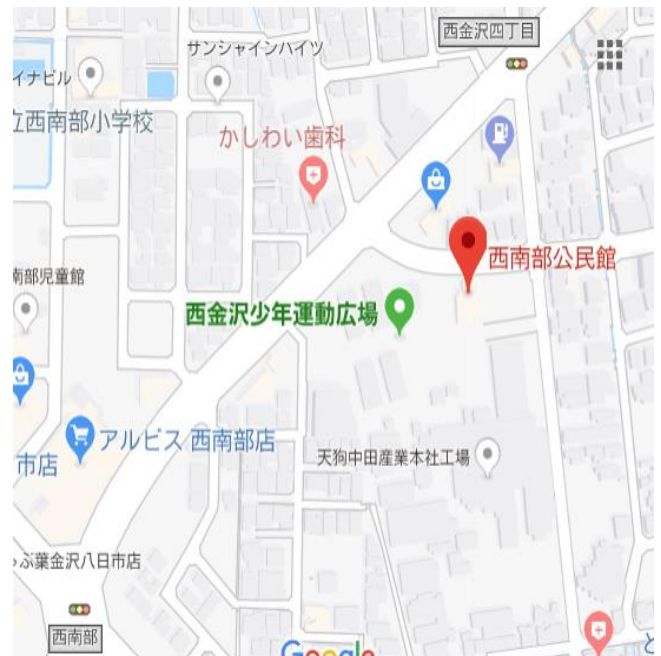 西金沢四丁目
サンシャインハイツ
イナビル
立西南部小学校
かしわい歯科
西南部公民館
南部児童館
西金沢少年運動広場
アルビス 西南部店
市店
天狗中田産業本社工場
ぶ葉金沢八日市店
西南部
Google
と